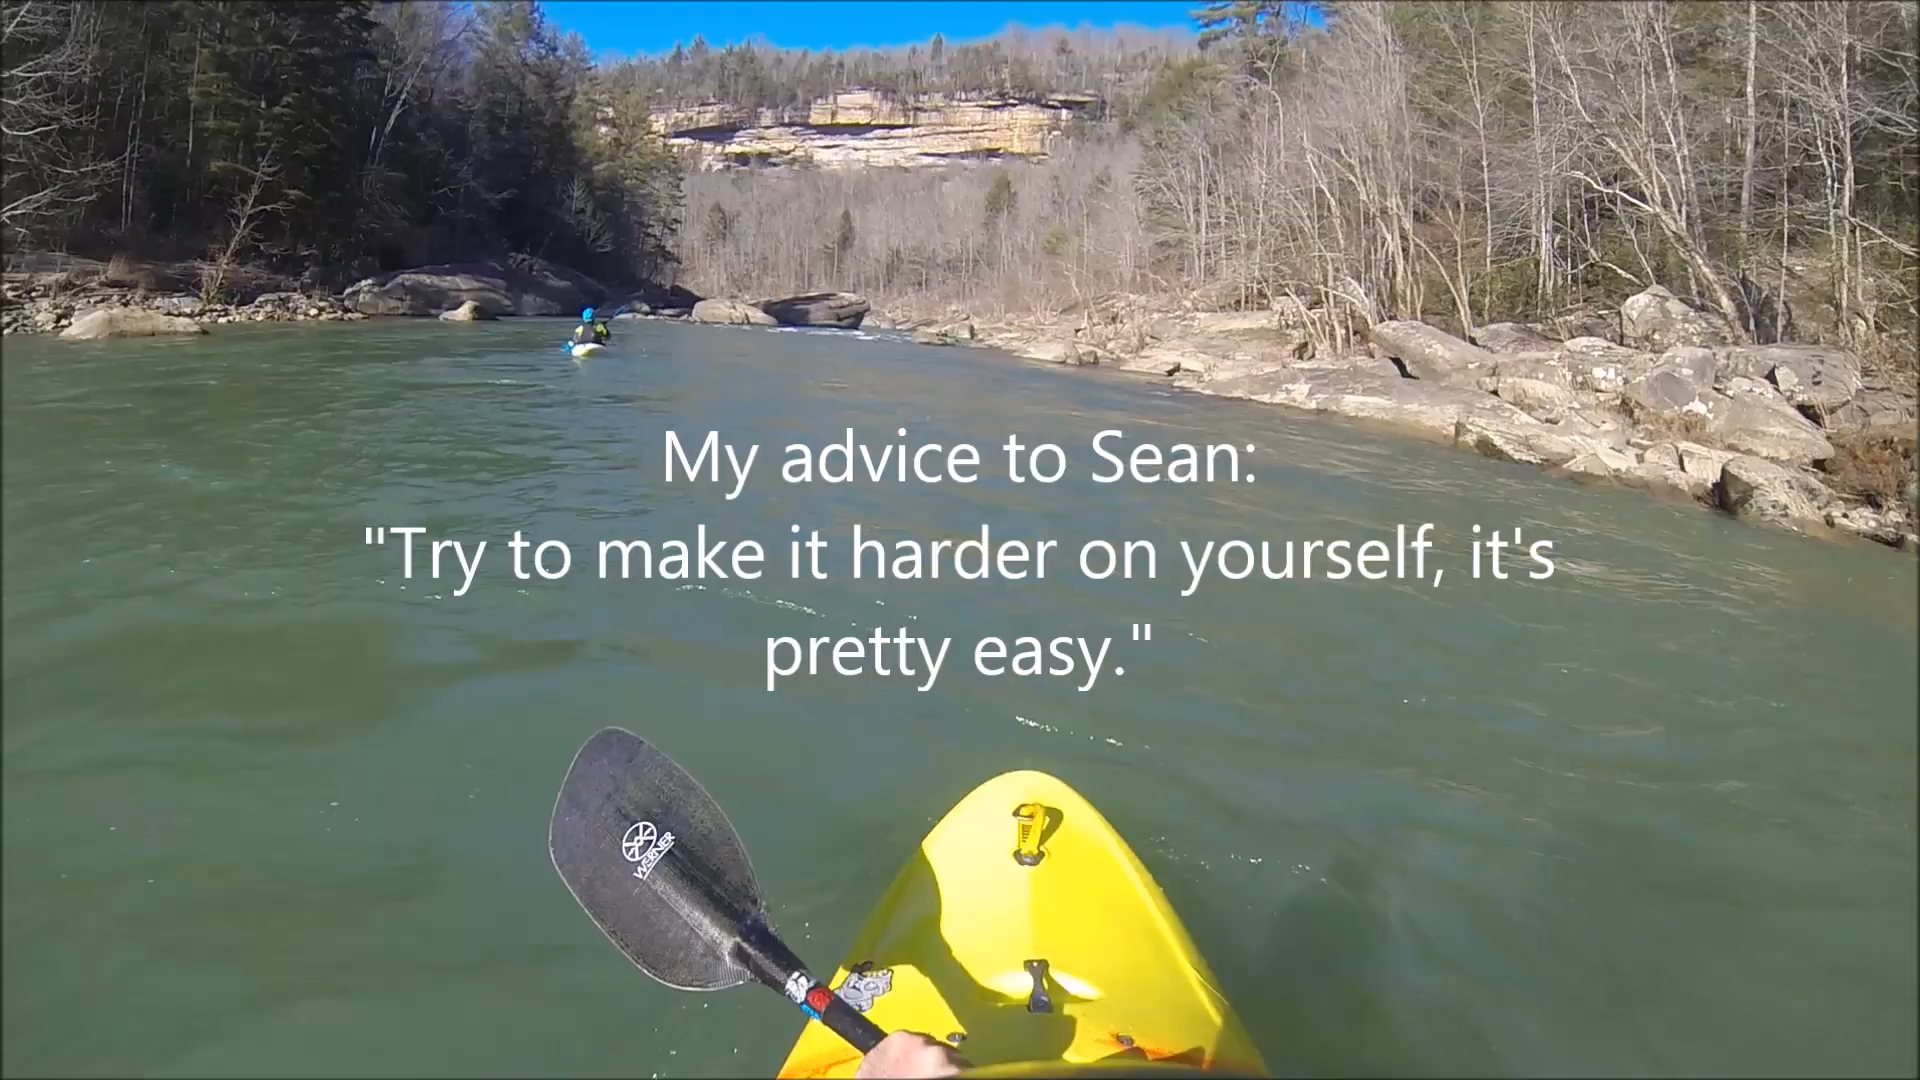 My advice to Sean:
"Try to make it harder on yourself, it's
pretty easy."
WERNER